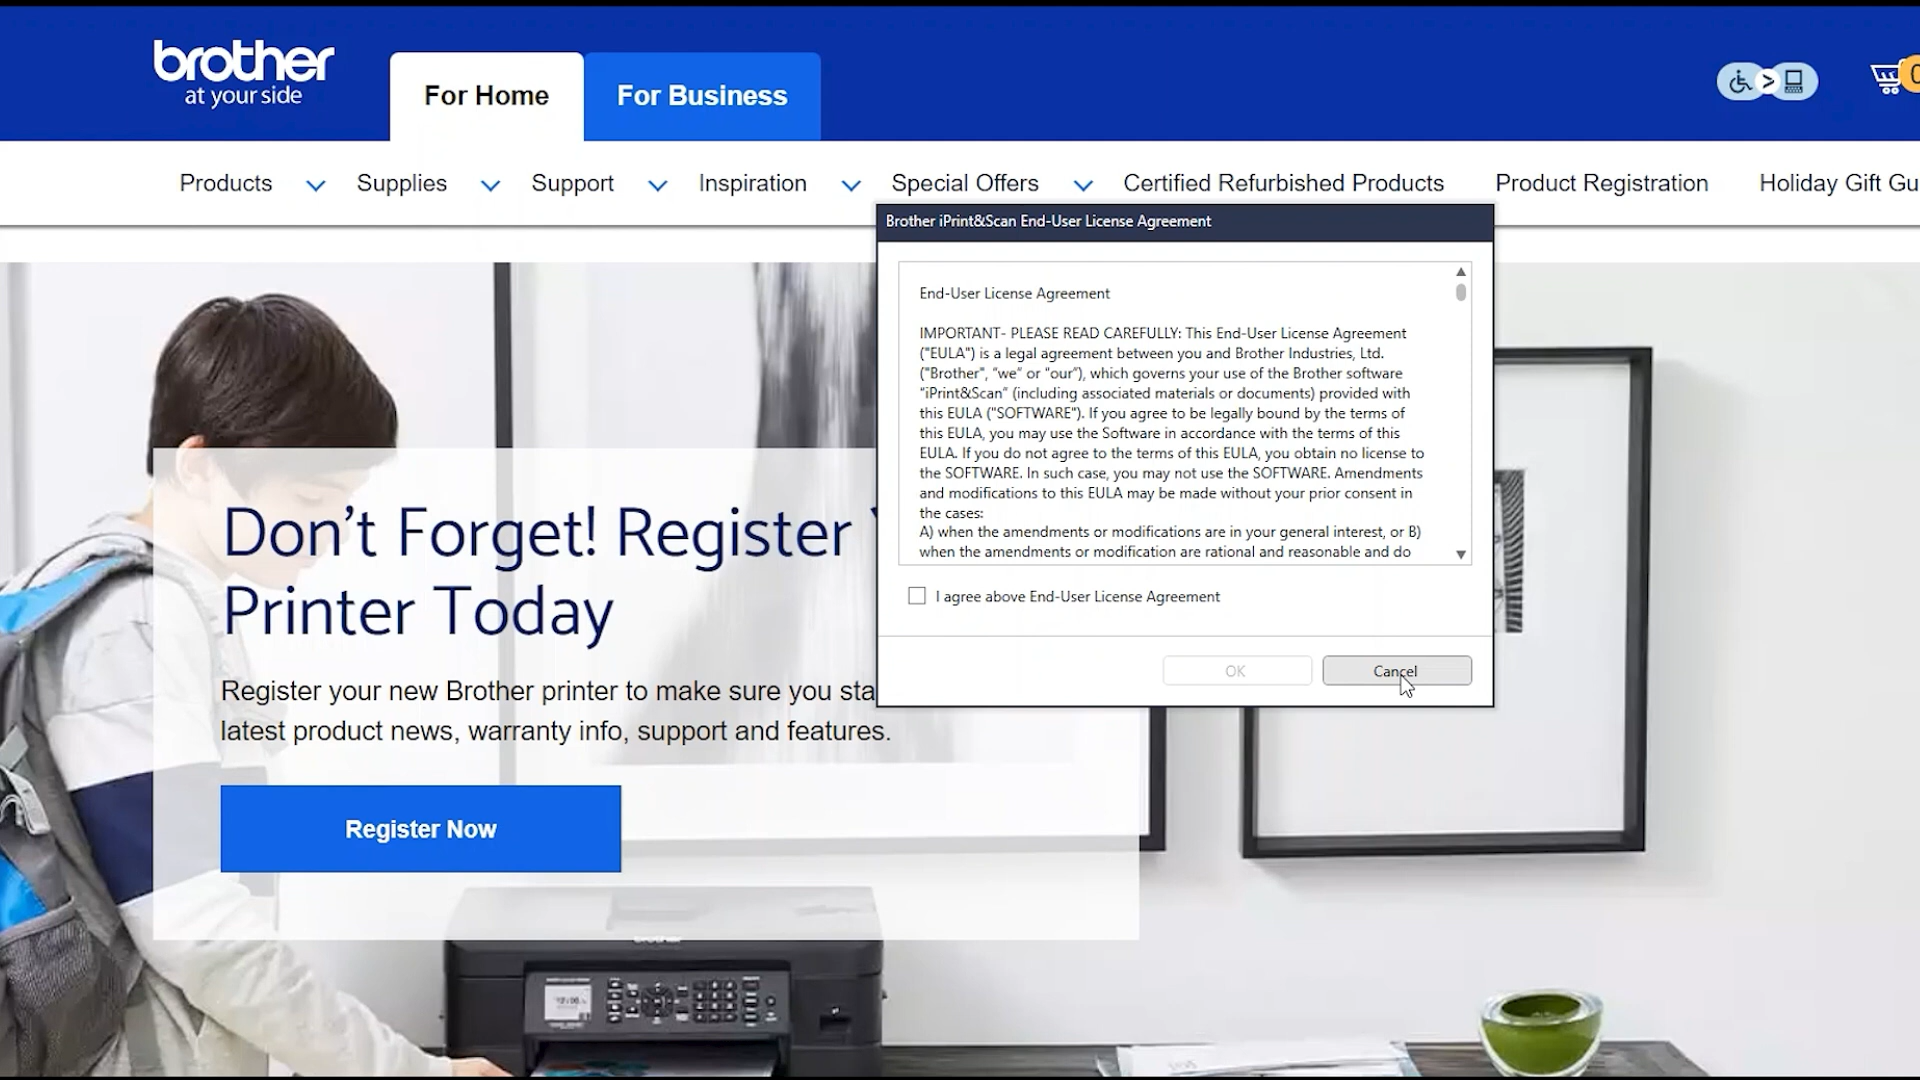 brother
at your side
For Home
For Business
Products
Supplies
Support
Inspiration
Special Offers
Certified Refurbished Products
Product Registration
Holiday Gift Gu
Brother iPrint&Scan End-User License Agreement
End-User License Agreement
IMPORTANT- PLEASE READ CAREFULLY: This End-User License Agreement
("EULA") is a legal agreement between you and Brother Industries, Ltd.
("Brother", "we" or "our"), which governs your use of the Brother software
"iPrint&Scan" (including associated materials or documents) provided with
this EULA ("SOFTWARE"). If you agree to be legally bound by the terms of
this EULA, you may use the Software in accordance with the terms of this
EULA. If you do not agree to the terms of this EULA, you obtain no license to
the SOFTWARE. In such case, you may not use the SOFTWARE. Amendments
and modifications to this EULA may be made without your prior consent in
the cases:
A) when the amendments or modifications are in your general interest, or B)
when the amendments or modification are rational and reasonable and do
I agree above End-User License Agreement
OK
Cancel
Don't Forget! Register
Printer Today
Register your new Brother printer to make sure you sta
latest product news, warranty info, support and features.
Register Now
brother